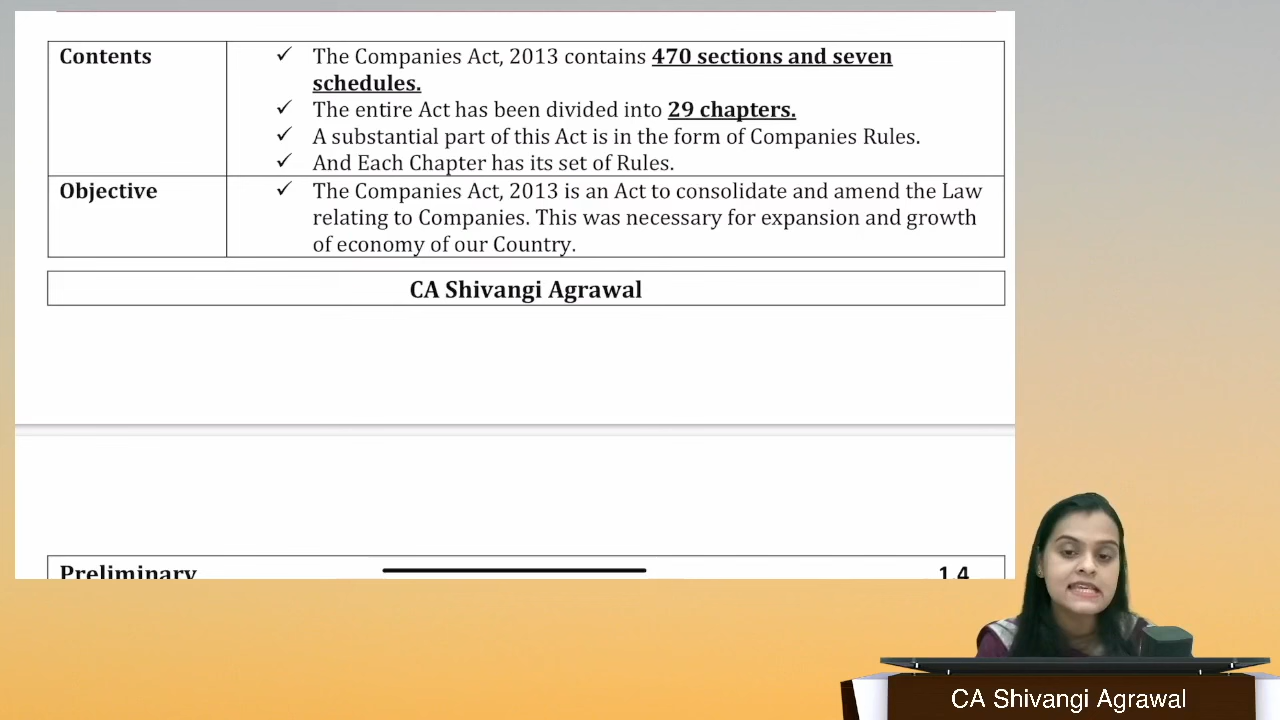 Contents
✓ The Companies Act, 2013 contains 470 sections and seven
schedules.
✓ The entire Act has been divided into 29 chapters.
✓ A substantial part of this Act is in the form of Companies Rules.
✓ And Each Chapter has its set of Rules.
Objective
✓ The Companies Act, 2013 is an Act to consolidate and amend the Law
relating to Companies. This was necessary for expansion and growth
of economy of our Country.
CA Shivangi Agrawal
Preliminary 1.4
CA Shivangi Agrawal